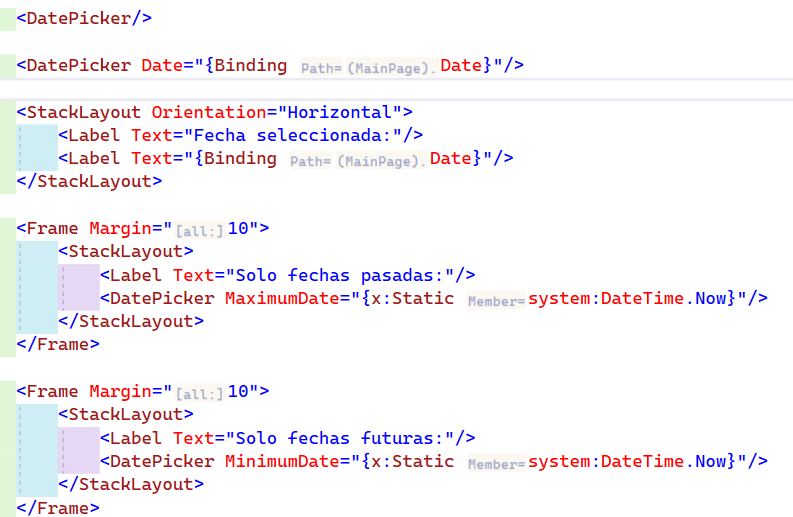 <DatePicker/>
<DatePicker Date="{Binding Path= (MainPage). Date}"/>
<StackLayout Orientation="Horizontal">
<Label Text="Fecha seleccionada:"/>
<Label Text="{Binding Path= (MainPage). Date}"/>
</StackLayout>
<Frame Margin="[all:] 10">
<StackLayout>
<Label Text="Solo fechas pasadas:"/>
<DatePicker MaximumDate="{x:Static Member= system:DateTime.Now}"/>
</StackLayout>
</Frame>
<Frame Margin="[all:] 10">
<StackLayout>
<Label Text="Solo fechas futuras:"/>
<DatePicker MinimumDate="{x:Static Member= system:DateTime.Now}"/>
</StackLayout>
</Frame>